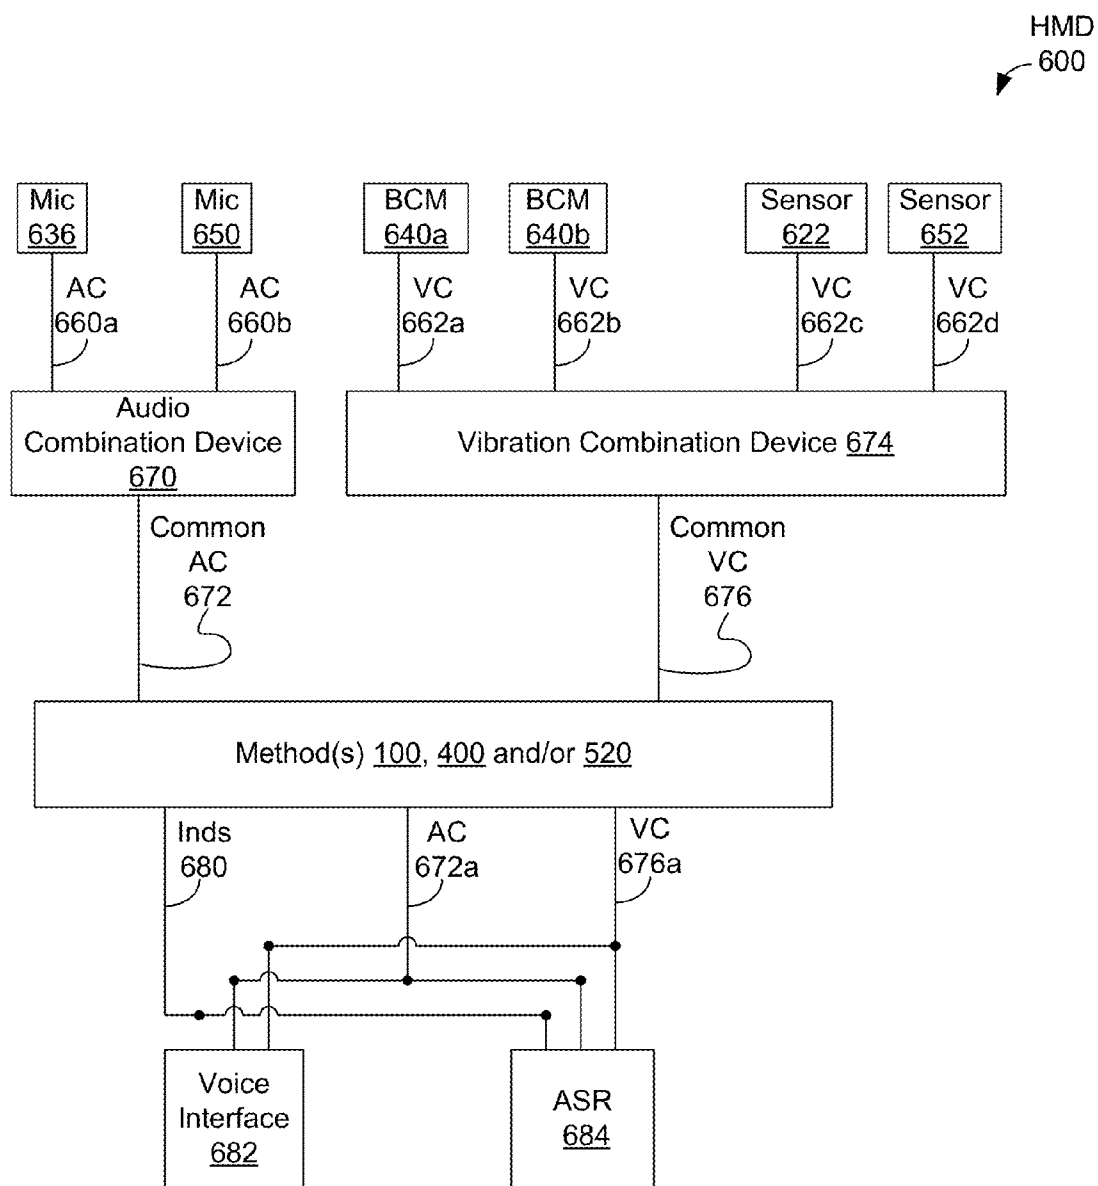 HMD
600
Mic
636
Mic
650
BCM
640a
BCM
640b
Sensor
622
Sensor
652
AC
660a
AC
660b
VC
662a
VC
662b
VC
662c
VC
662d
Audio
Combination Device
670
Vibration Combination Device 674
Common
AC
672
Common
VC
676
Method(s) 100, 400 and/or 520
Inds
680
AC
672a
VC
676a
Voice
Interface
682
ASR
684